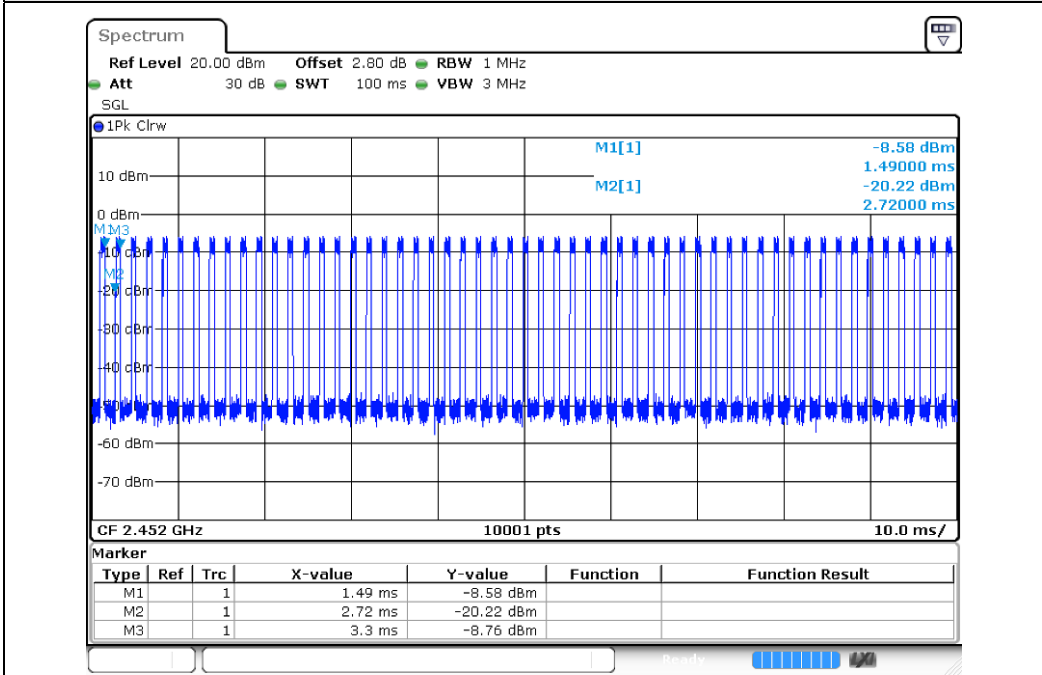 Spectrum
Ref Level 20.00 dBm Offset 2.80 dB RBW 1 MHz
Att 30 dB SWT 100 ms VBW 3 MHz
SGL
1Pk Clrw
M1[1] -8.58 dBm
1.49000 ms
10 dBm
M2[1] -20.22 dBm
2.72000 ms
0 dBm
M1 M3
-10 dBm
M2
-20 dBm
-30 dBm
-40 dBm
-60 dBm
-70 dBm
CF 2.452 GHz 10001 pts 10.0 ms/
Marker
Type Ref Trc X-value Y-value Function Function Result
M1 1 1.49 ms -8.58 dBm
M2 1 2.72 ms -20.22 dBm
M3 1 3.3 ms -8.76 dBm
Ready LXI